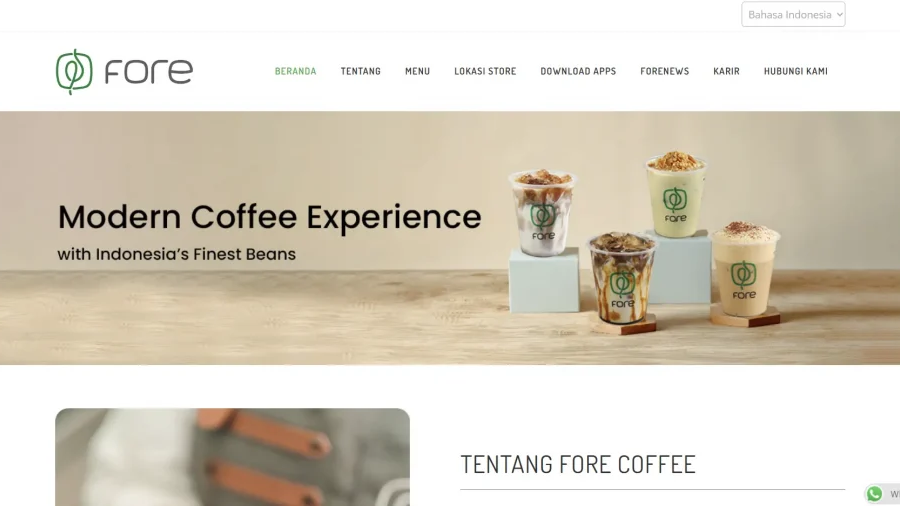 Bahasa Indonesia
fore
BERANDA TENTANG MENU LOKASI STORE DOWNLOAD APPS FORENEWS KARIR HUBUNGI KAMI
Modern Coffee Experience
with Indonesia's Finest Beans
fore
fore
fore
fore
TENTANG FORE COFFEE